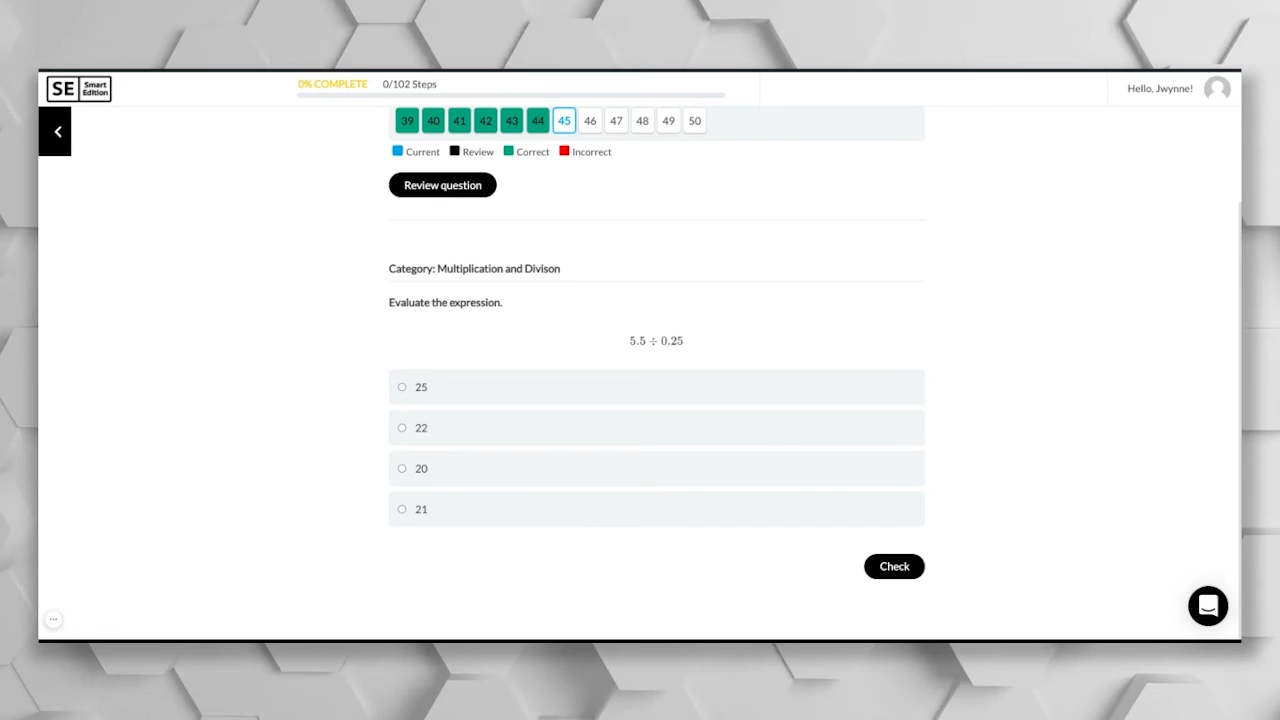 SE Smart Edition
0% COMPLETE 0/102 Steps
Hello, Jwynne!
39 40 41 42 43 44 45 46 47 48 49 50
Current Review Correct Incorrect
Review question
Category: Multiplication and Divison
Evaluate the expression.
5.5 ÷ 0.25
25
22
20
21
Check